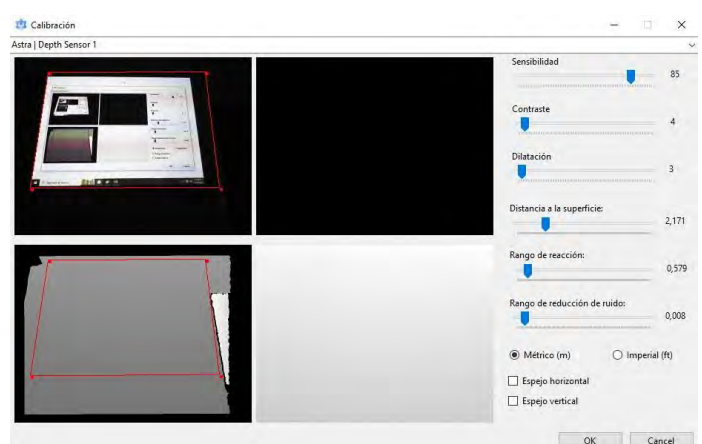 Calibración
Astra | Depth Sensor 1
Sensibilidad
85
Contraste
4
Dilatación
3
Distancia a la superficie:
2,171
Rango de reacción:
0,579
Rango de reducción de ruido:
0,008
Métrico (m)
Imperial (ft)
Espejo horizontal
Espejo vertical
OK
Cancel